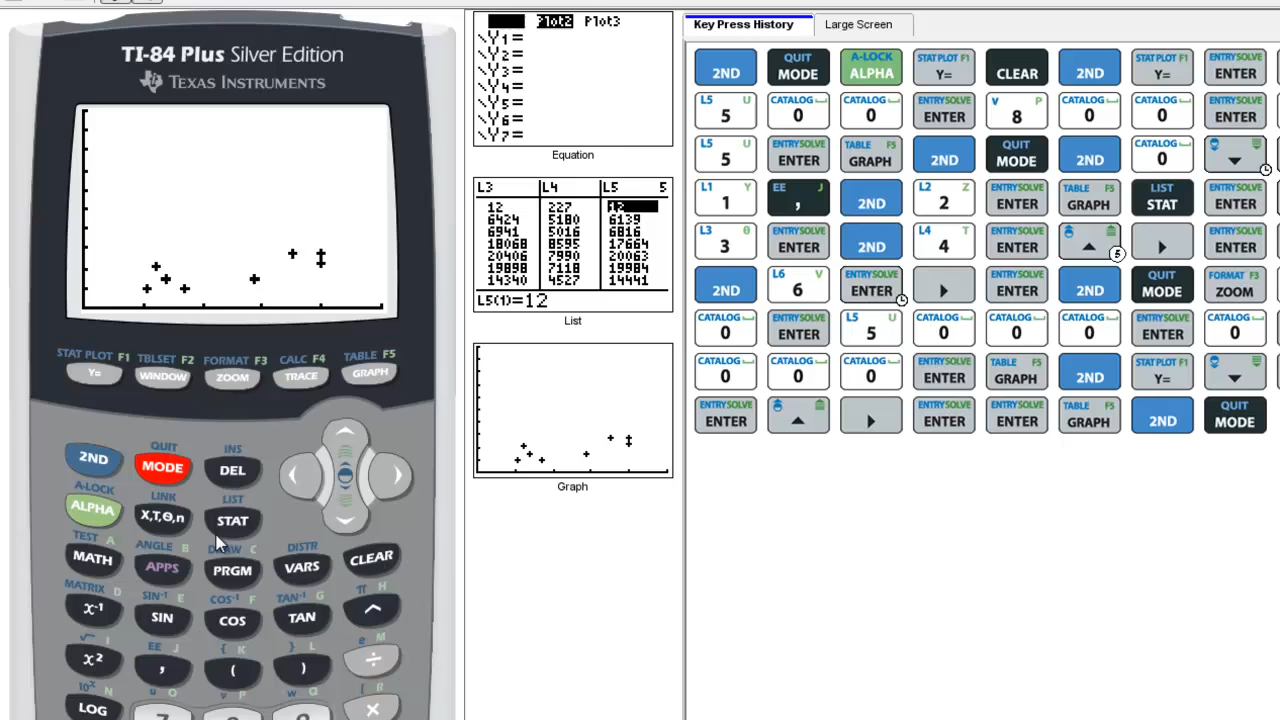 TI-84 Plus Silver Edition
TEXAS INSTRUMENTS
STAT PLOT F1 TBLSET F2 FORMAT F3 CALC F4 TABLE F5
Y= WINDOW ZOOM TRACE GRAPH
QUIT INS
2ND MODE DEL
A-LOCK LINK LIST
ALPHA X,T,Θ,n STAT
TEST A ANGLE B DRAW C DISTR
MATH APPS PRGM VARS CLEAR
MATRIX D SIN⁻¹ E COS⁻¹ F TAN⁻¹ G π H
x⁻¹ SIN COS TAN ^
√ I EE J { K } L e M
x² , ( ) ÷
10ˣ N u O v P w Q [ R
LOG 7 8 9 ×
Plot2 Plot3
\Y1=
\Y2=
\Y3=
\Y4=
\Y5=
\Y6=
\Y7=
Equation
L3 L4 L5 5
12 227 12
6424 5180 6139
6941 5016 6816
18068 8595 17664
20406 7990 20063
19898 7118 19984
14340 4527 14441
L5(1)=12
List
Graph
Key Press History Large Screen
QUIT A-LOCK STAT PLOT F1 STAT PLOT F1 ENTRY SOLVE
2ND MODE ALPHA Y= CLEAR 2ND Y= ENTER
L5 U CATALOG CATALOG ENTRY SOLVE v P CATALOG CATALOG ENTRY SOLVE
5 0 0 ENTER 8 0 0 ENTER
L5 U ENTRY SOLVE TABLE F5 QUIT CATALOG
5 ENTER GRAPH 2ND MODE 2ND 0
L1 Y EE J L2 Z ENTRY SOLVE TABLE F5 LIST ENTRY SOLVE
1 , 2ND 2 ENTER GRAPH STAT ENTER
L3 θ ENTRY SOLVE L4 T ENTRY SOLVE
3 ENTER 2ND 4 5 ENTER
L6 V ENTRY SOLVE ENTRY SOLVE QUIT FORMAT F3
2ND 6 ENTER ENTER 2ND MODE ZOOM
CATALOG ENTRY SOLVE L5 U CATALOG CATALOG CATALOG ENTRY SOLVE CATALOG
0 ENTER 5 0 0 0 ENTER 0
CATALOG CATALOG CATALOG ENTRY SOLVE TABLE F5 STAT PLOT F1
0 0 0 ENTER GRAPH 2ND Y=
ENTRY SOLVE ENTRY SOLVE ENTRY SOLVE TABLE F5 QUIT
ENTER ENTER ENTER GRAPH 2ND MODE